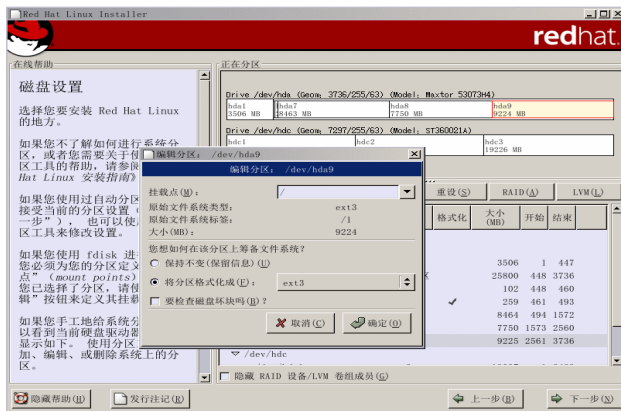 Red Hat Linux Installer
redhat.
在线帮助
磁盘设置
选择您要安装 Red Hat Linux
的地方。
如果您不了解如何进行系统分
区，或者您需要关于使
区工具的帮助，请参阅
Hat Linux 安装指南》
如果您使用过自动分区
接受当前的分区设置（
一步”），也可以使
区工具来修改设置。
如果您使用 fdisk 进
您必须为您的分区定义
点”（mount points）
您已选择了分区，请使
辑”按钮来定义其挂载
如果您手工地给系统分
以看到当前硬盘驱动器
显示如下。 使用分区
加、编辑、或删除系统上的分
区。
正在分区
Drive /dev/hda (Geom: 3736/255/63) (Model: Maxtor 53073H4)
hda1 hda7 hda8 hda9
3506 MB 8463 MB 7750 MB 9224 MB
Drive /dev/hdc (Geom: 7297/255/63) (Model: ST360021A)
hdc1 hdc2 hdc3
19226 MB
重设(S) RAID(A) LVM(L)
格式化 大小(MB) 开始 结束
3506 1 447
25800 448 3736
102 448 460
259 461 493
8464 494 1572
7750 1573 2560
9225 2561 3736
/dev/hdc
隐藏 RAID 设备/LVM 卷组成员(G)
编辑分区： /dev/hda9
编辑分区： /dev/hda9
挂载点(M)： /
原始文件系统类型： ext3
原始文件系统标签： /1
大小(MB)： 9224
您想如何在该分区上筹备文件系统？
保持不变(保留信息)(U)
将分区格式化成(F)： ext3
要检查磁盘坏块吗(B)？
取消(C) 确定(O)
隐藏帮助(H) 发行注记(R) 上一步(B) 下一步(N)